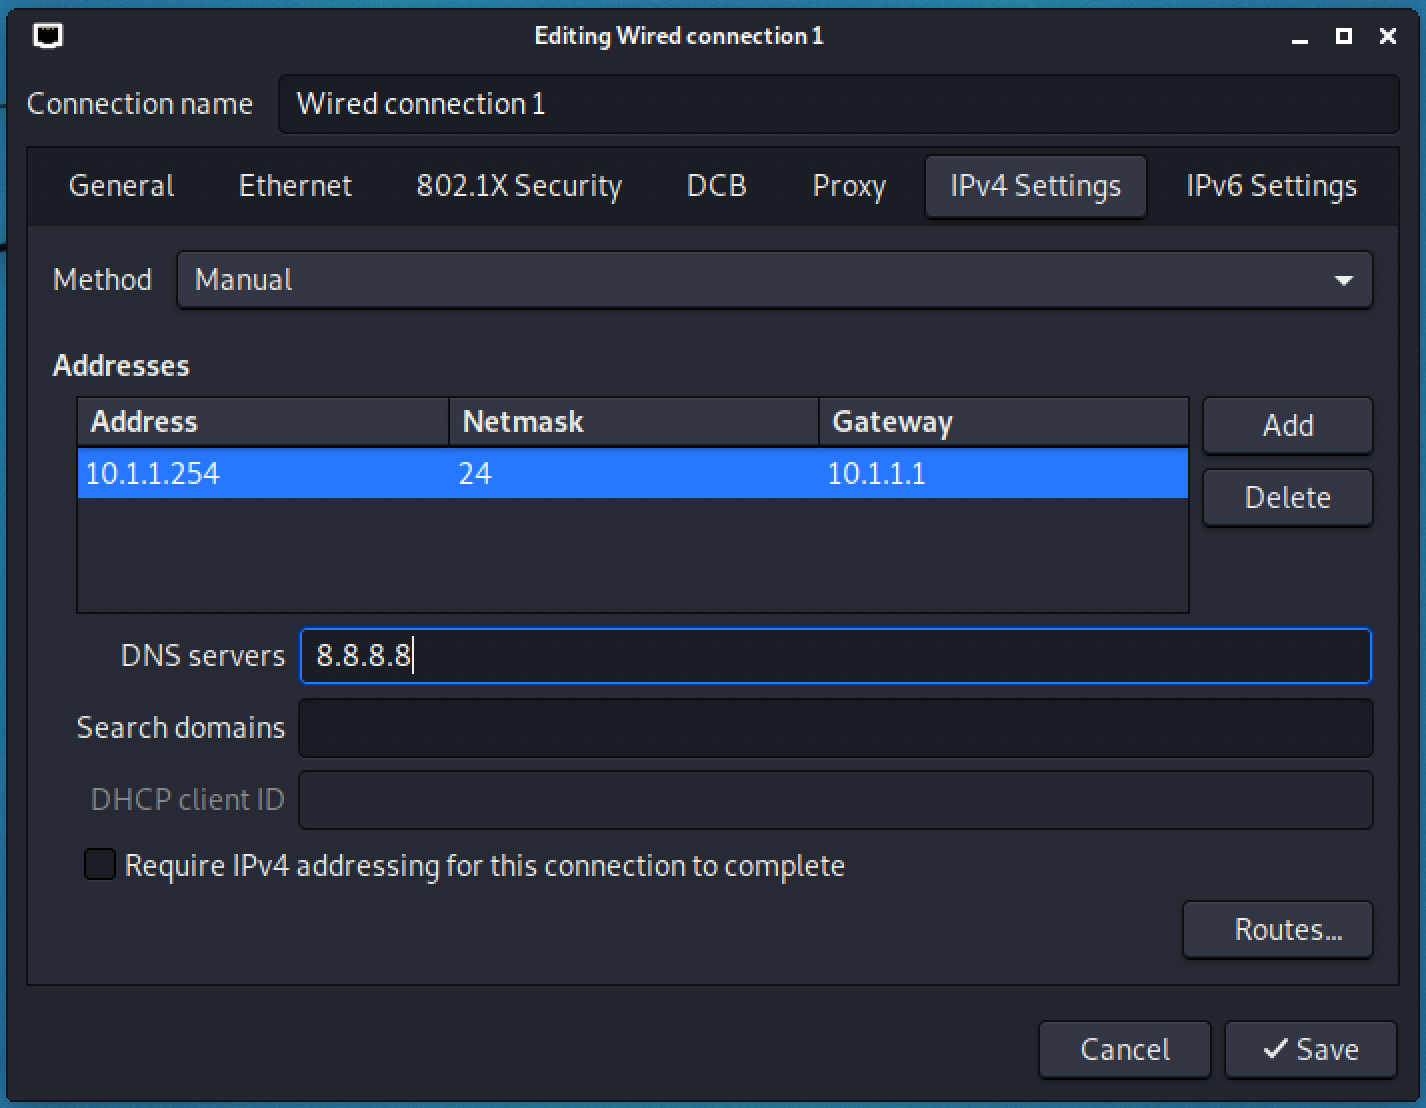 Editing Wired connection 1
Connection name Wired connection 1
General Ethernet 802.1X Security DCB Proxy IPv4 Settings IPv6 Settings
Method Manual
Addresses
Address Netmask Gateway Add
10.1.1.254 24 10.1.1.1
Delete
DNS servers 8.8.8.8
Search domains
DHCP client ID
Require IPv4 addressing for this connection to complete
Routes...
Cancel Save